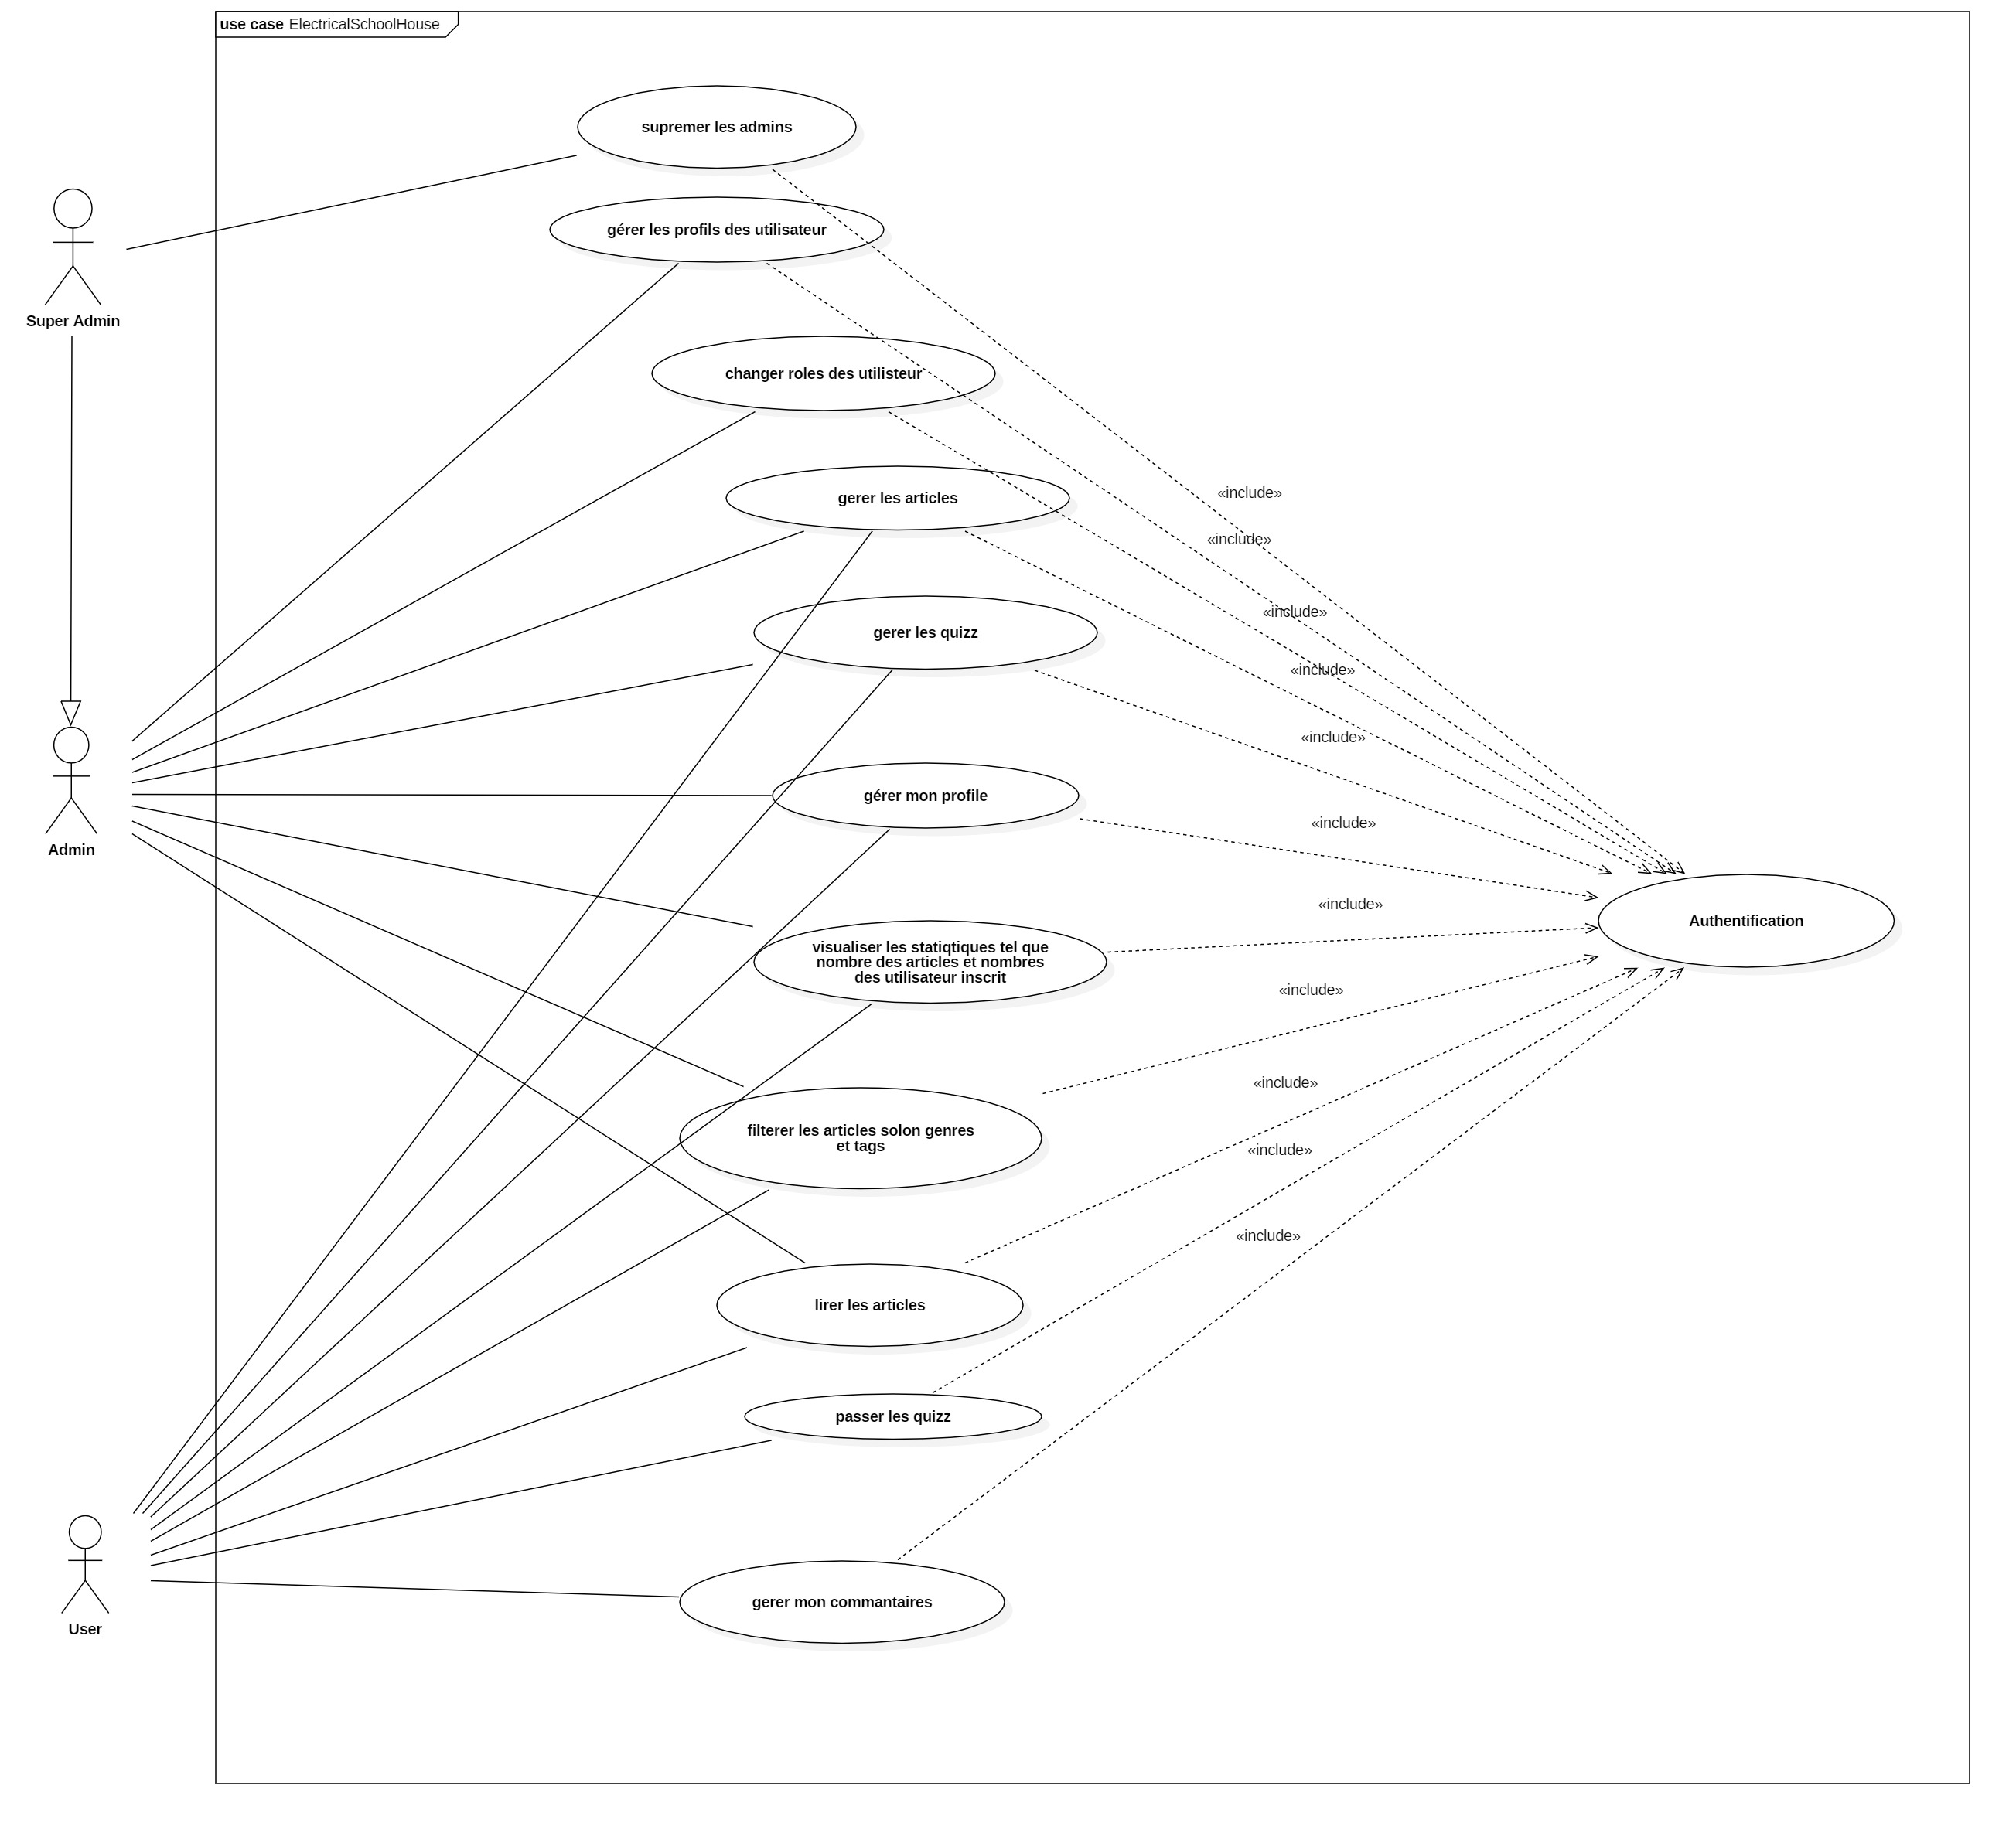 use case ElectricalSchoolHouse
supremer les admins
gérer les profils des utilisateur
Super Admin
changer roles des utilisteur
gerer les articles
«include»
«include»
«include»
gerer les quizz
«include»
«include»
gérer mon profile
«include»
Admin
«include»
Authentification
visualiser les statiqtiques tel que
nombre des articles et nombres
des utilisateur inscrit
«include»
«include»
filterer les articles solon genres
et tags
«include»
«include»
lirer les articles
passer les quizz
gerer mon commantaires
User